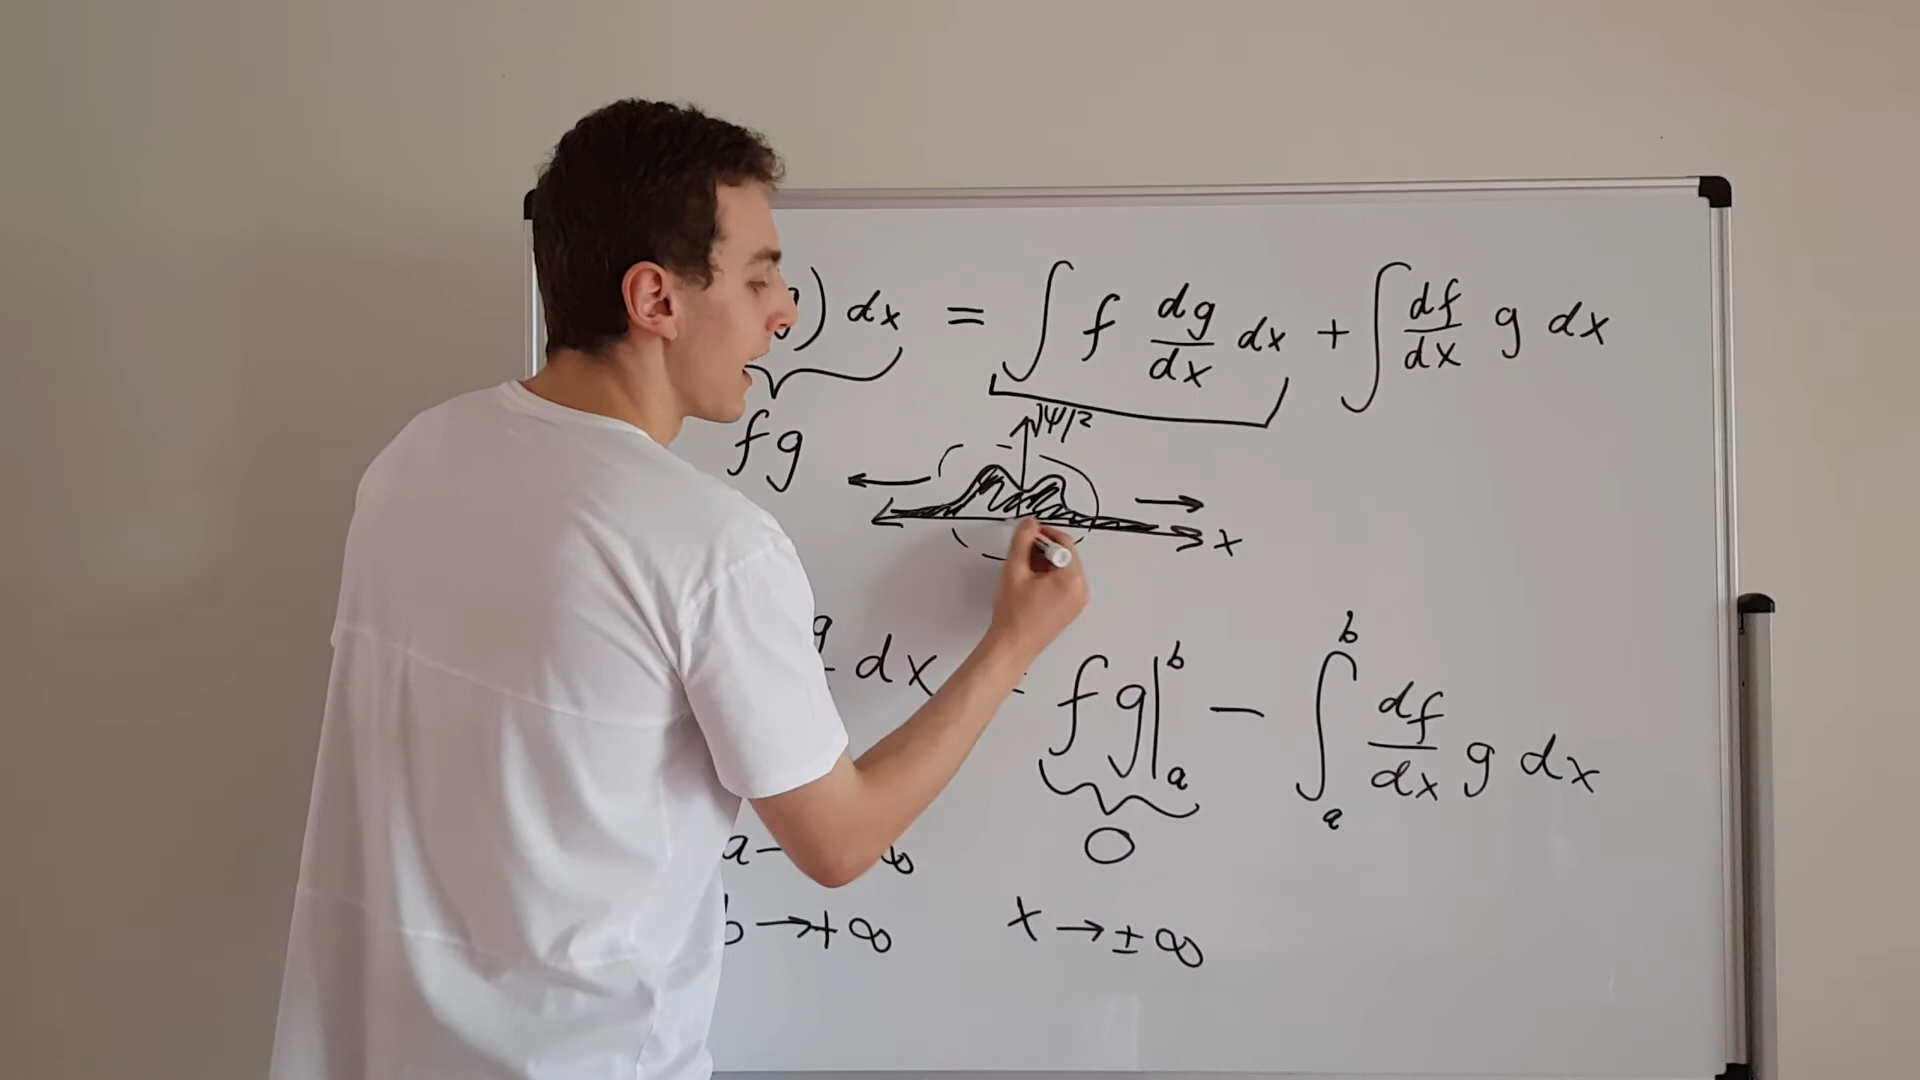 ) dx = ∫ f dg/dx dx + ∫ df/dx g dx
fg
|ψ|²
x
dx = fg|ₐᵇ − ∫ₐᵇ df/dx g dx
0
a − ∞
b → +∞ x → ±∞